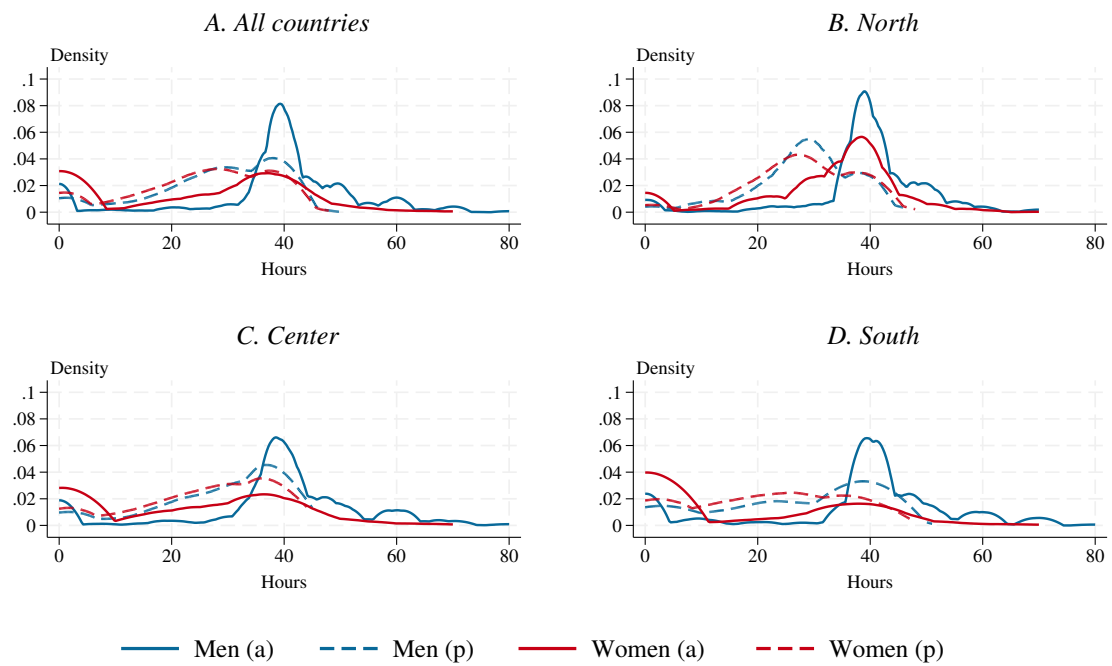 A. All countries
Density
.1
.08
.06
.04
.02
0
0 20 40 60 80
Hours
B. North
Density
.1
.08
.06
.04
.02
0
0 20 40 60 80
Hours
C. Center
Density
.1
.08
.06
.04
.02
0
0 20 40 60 80
Hours
D. South
Density
.1
.08
.06
.04
.02
0
0 20 40 60 80
Hours
Men (a) Men (p) Women (a) Women (p)